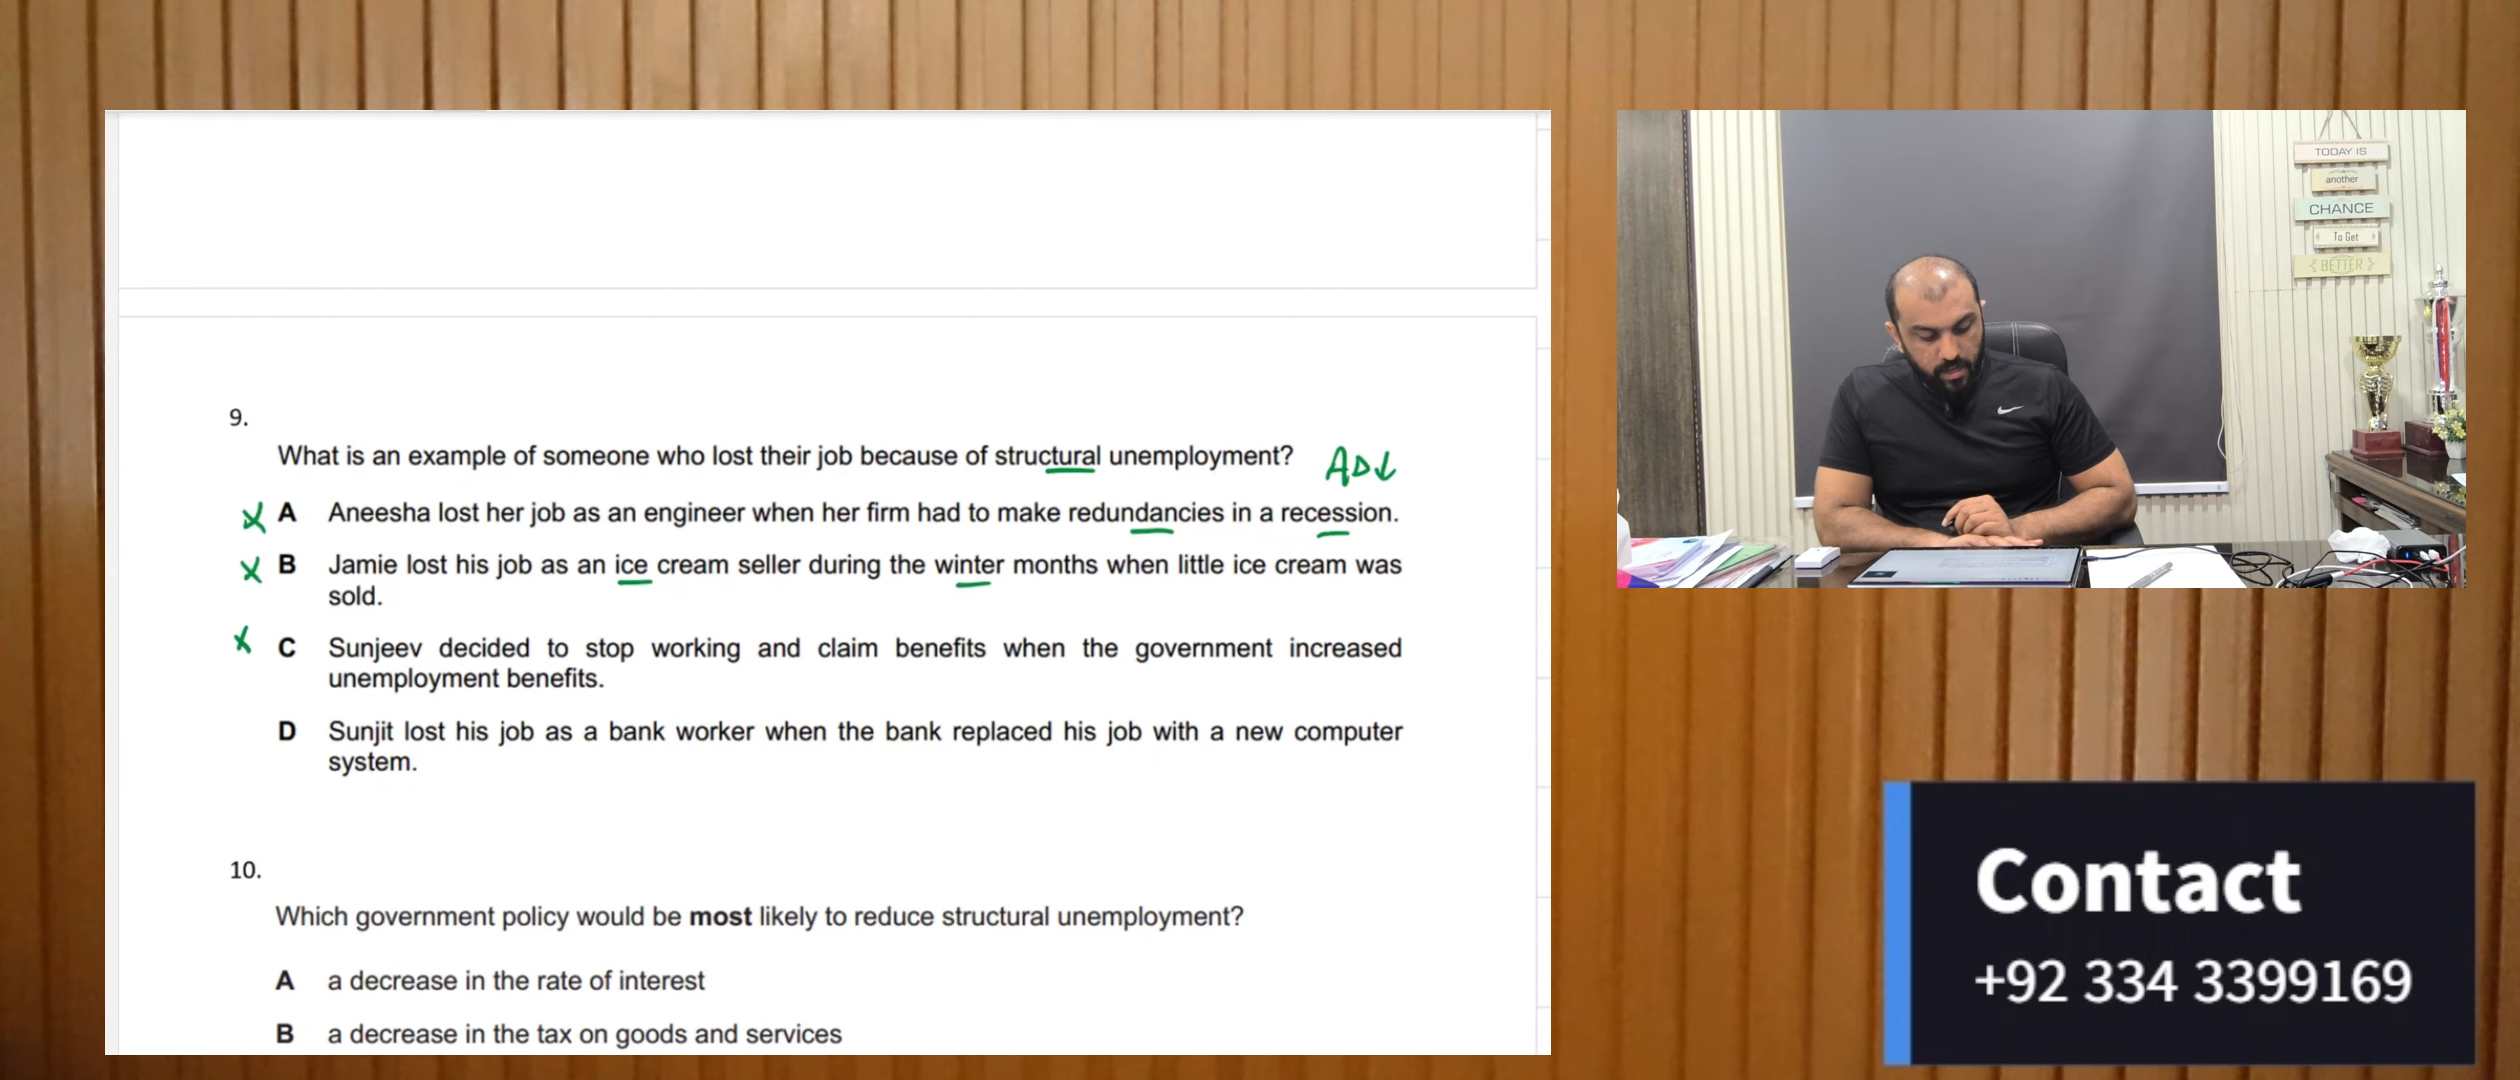 9.
What is an example of someone who lost their job because of structural unemployment? AD↓
X A Aneesha lost her job as an engineer when her firm had to make redundancies in a recession.
X B Jamie lost his job as an ice cream seller during the winter months when little ice cream was
sold.
X C Sunjeev decided to stop working and claim benefits when the government increased
unemployment benefits.
D Sunjit lost his job as a bank worker when the bank replaced his job with a new computer
system.
10.
Which government policy would be most likely to reduce structural unemployment?
A a decrease in the rate of interest
B a decrease in the tax on goods and services
TODAY IS
another
CHANCE
To Get
BETTER
Contact
+92 334 3399169